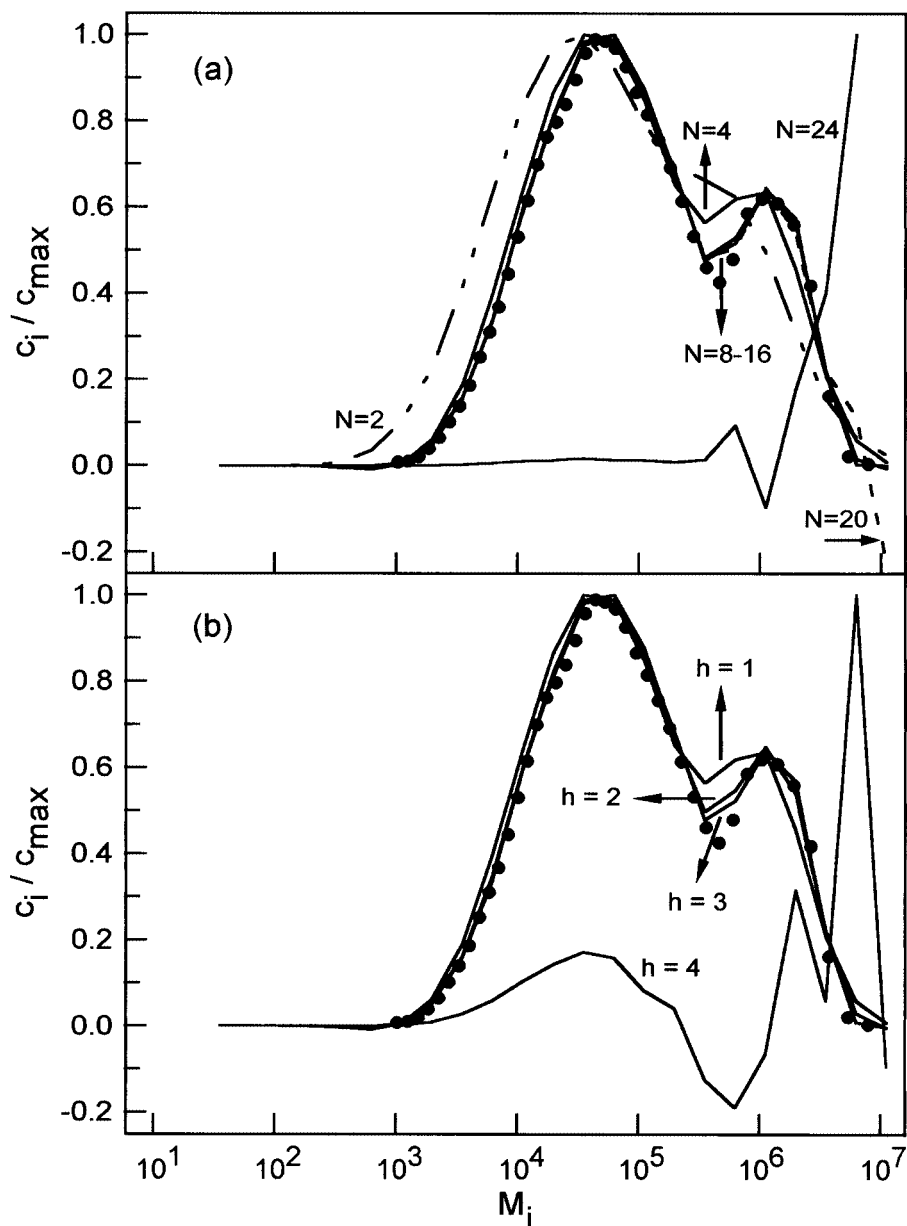 (a)
1.0
0.8
0.6
0.4
0.2
0.0
-0.2
c_i / c_max
N=4
N=24
N=8-16
N=2
N=20
(b)
1.0
0.8
0.6
0.4
0.2
0.0
-0.2
c_i / c_max
h = 1
h = 2
h = 3
h = 4
10^1
10^2
10^3
10^4
10^5
10^6
10^7
M_i